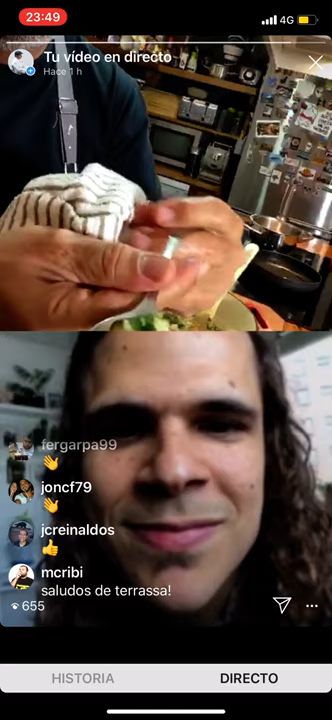 23:49
4G
Tu vídeo en directo
Hace 1 h
fergarpa99
👋
joncf79
👋
jcreinaldos
👍
mcribi
saludos de terrassa!
655
HISTORIA
DIRECTO